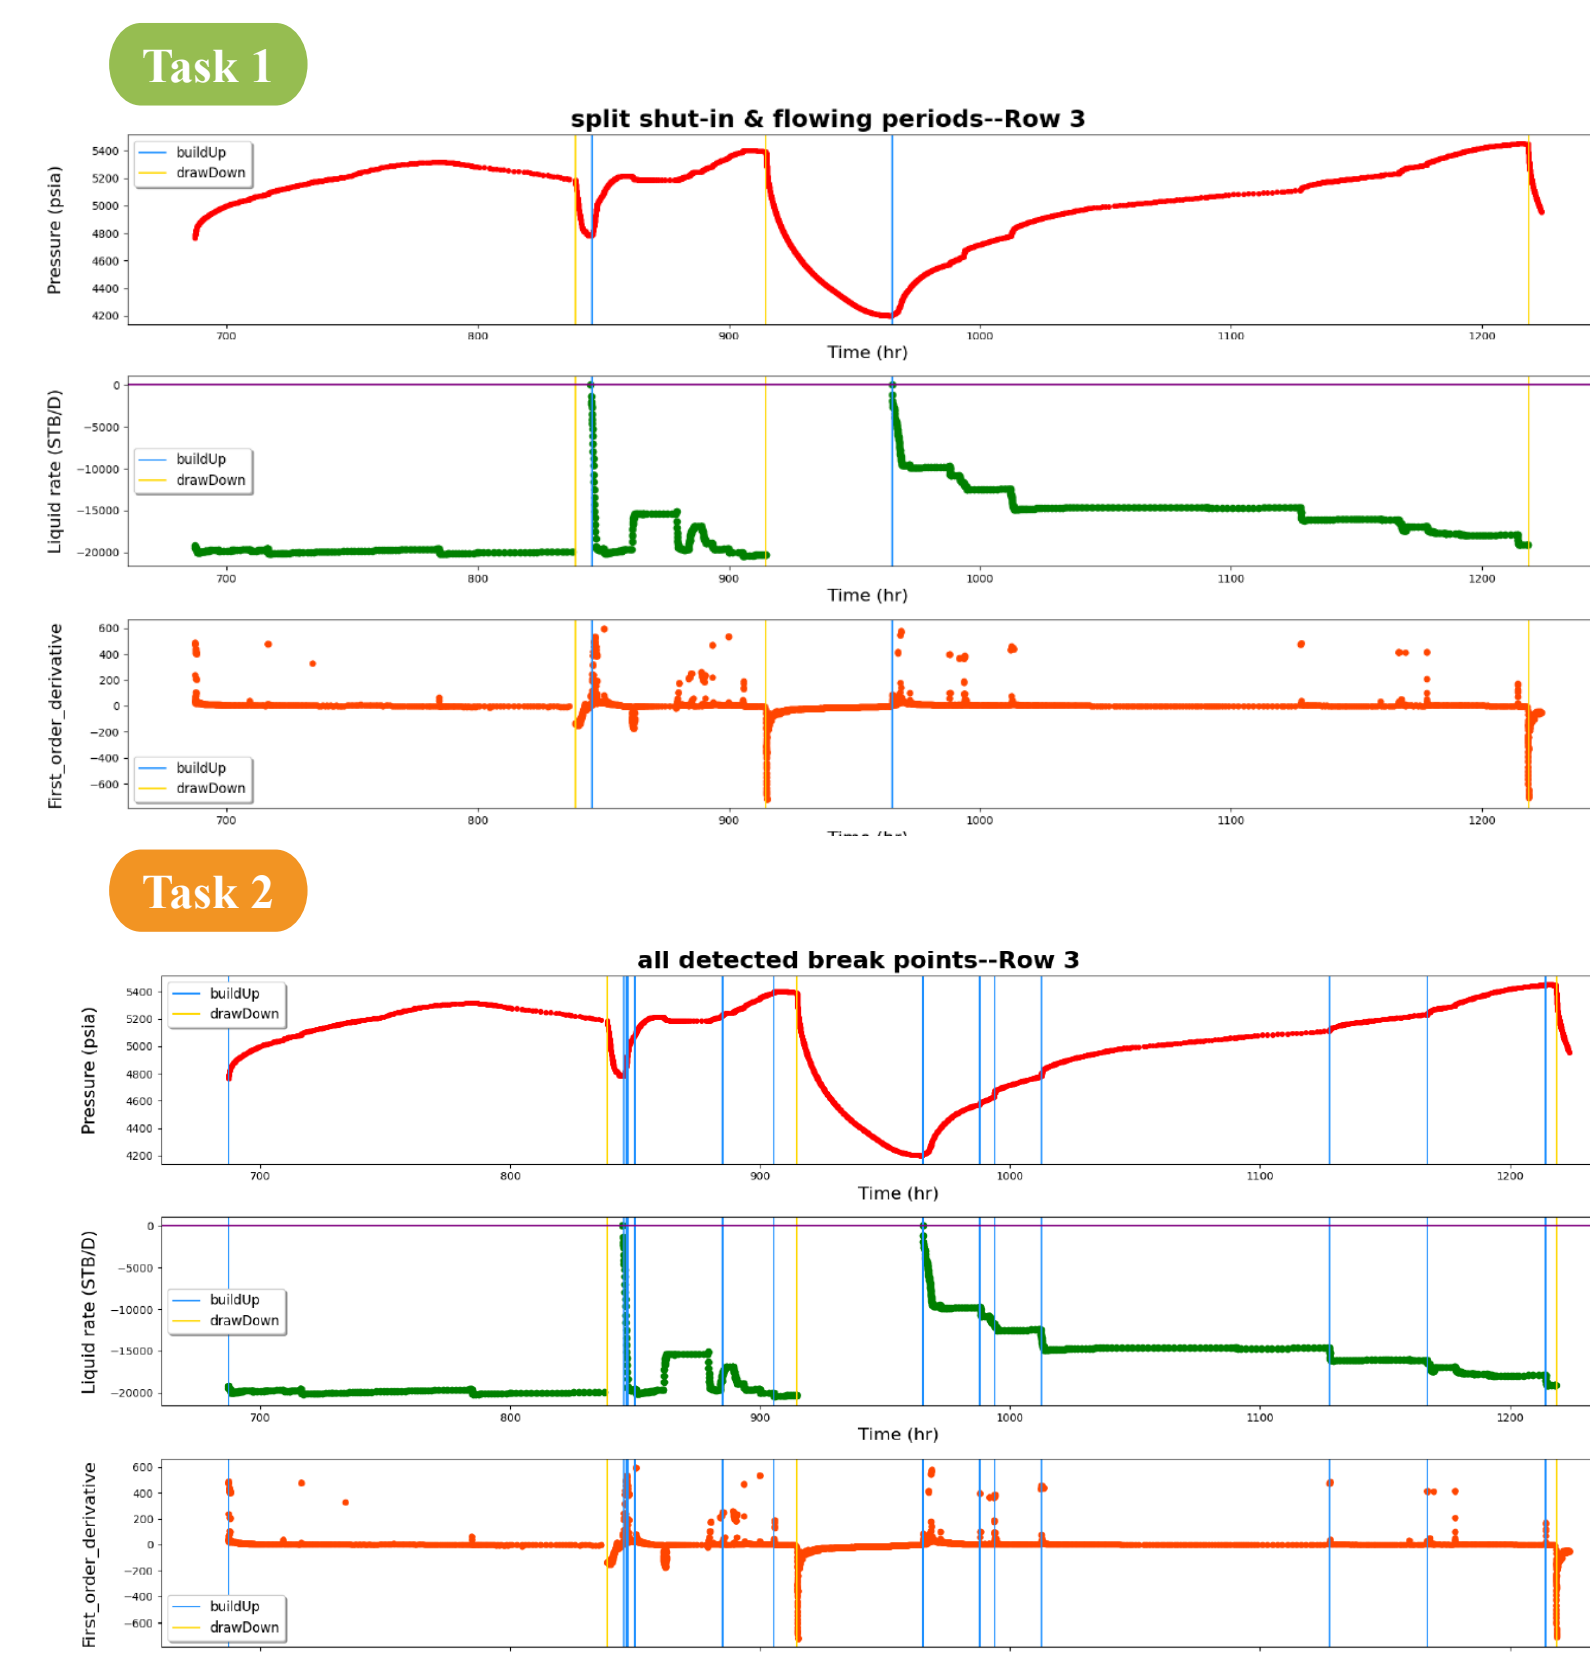 Task 1
split shut-in & flowing periods--Row 3
Pressure (psia)
5400
5200
5000
4800
4600
4400
4200
buildUp
drawDown
700 800 900 1000 1100 1200
Time (hr)
Liquid rate (STB/D)
0
−5000
−10000
−15000
−20000
buildUp
drawDown
700 800 900 1000 1100 1200
Time (hr)
First_order_derivative
600
400
200
0
−200
−400
−600
buildUp
drawDown
700 800 900 1000 1100 1200
Time (hr)
Task 2
all detected break points--Row 3
Pressure (psia)
5400
5200
5000
4800
4600
4400
4200
buildUp
drawDown
700 800 900 1000 1100 1200
Time (hr)
Liquid rate (STB/D)
0
−5000
−10000
−15000
−20000
buildUp
drawDown
700 800 900 1000 1100 1200
Time (hr)
First_order_derivative
600
400
200
0
−200
−400
−600
buildUp
drawDown